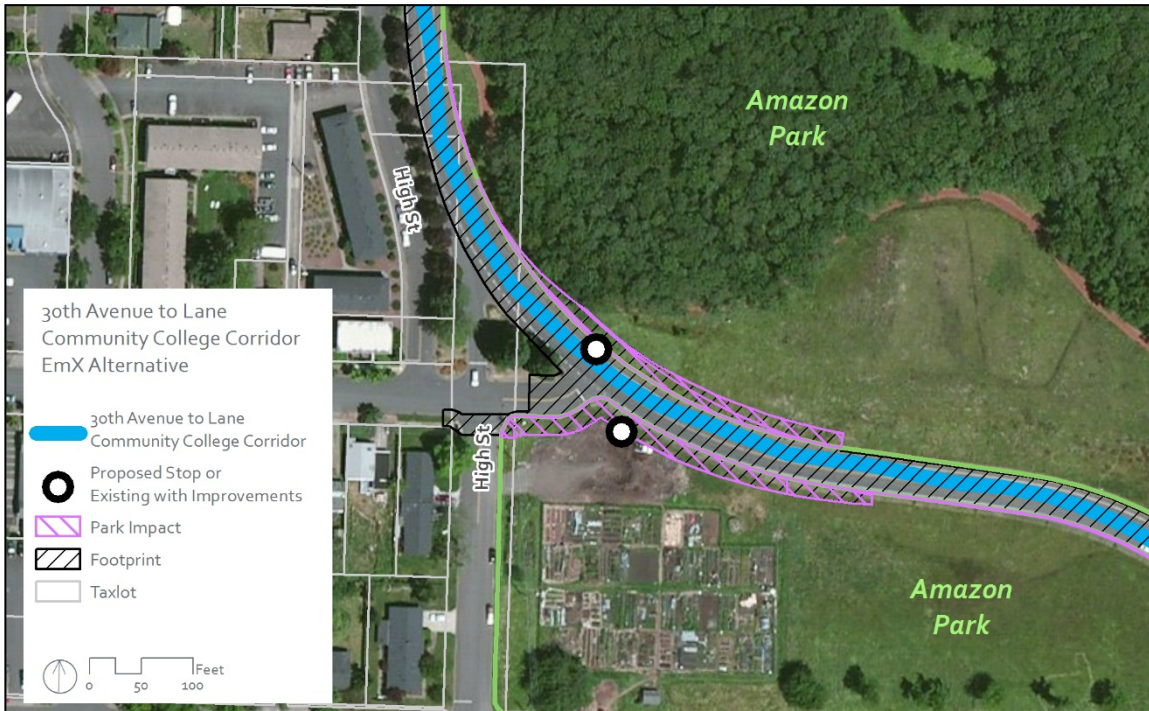 Amazon
Park
High St
30th Avenue to Lane
Community College Corridor
EmX Alternative
30th Avenue to Lane
Community College Corridor
Proposed Stop or
Existing with Improvements
Park Impact
Footprint
Taxlot
Feet
0 50 100
High St
Amazon
Park